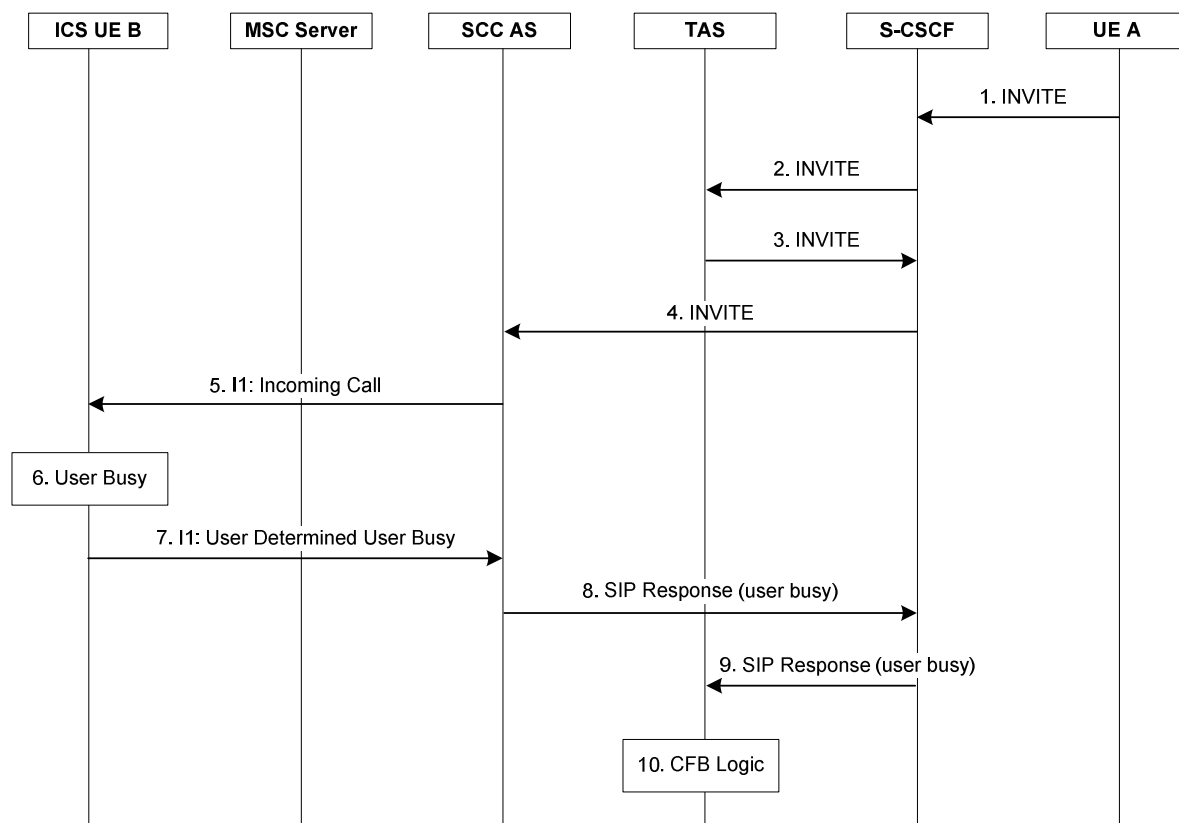 ICS UE B
MSC Server
SCC AS
TAS
S-CSCF
UE A
1. INVITE
2. INVITE
3. INVITE
4. INVITE
5. I1: Incoming Call
6. User Busy
7. I1: User Determined User Busy
8. SIP Response (user busy)
9. SIP Response (user busy)
10. CFB Logic